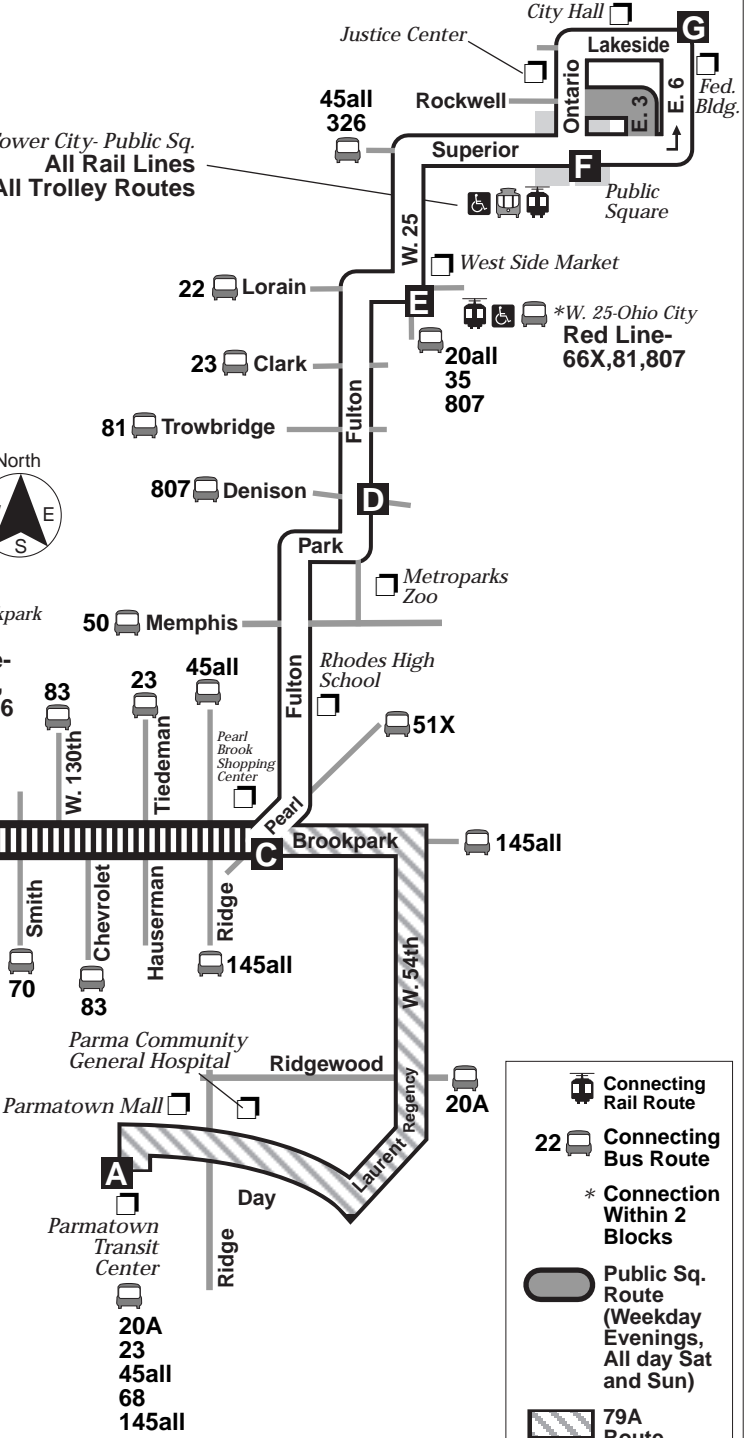 City Hall
G
Justice Center
Lakeside
Ontario
E. 3
E. 6
Fed.
Bldg.
45all
326
Rockwell
Tower City- Public Sq.
All Rail Lines
All Trolley Routes
Superior
F
Public
Square
W. 25
West Side Market
22
Lorain
E
*W. 25-Ohio City
Red Line-
66X,81,807
20all
35
807
23
Clark
Fulton
81
Trowbridge
807
Denison
D
North
E
S
Park
Metroparks
Zoo
50
Memphis
Fulton
Rhodes High
School
6
83
23
45all
W. 130th
Tiedeman
Pearl
Brook
Shopping
Center
51X
Pearl
C
Brookpark
145all
Smith
Chevrolet
Hauserman
Ridge
70
83
145all
W. 54th
Parma Community
General Hospital
Ridgewood
20A
Parmatown Mall
Regency
Laurent
A
Day
Ridge
Parmatown
Transit
Center
20A
23
45all
68
145all
Connecting
Rail Route
22
Connecting
Bus Route
* Connection
Within 2
Blocks
Public Sq.
Route
(Weekday
Evenings,
All day Sat
and Sun)
79A
Route